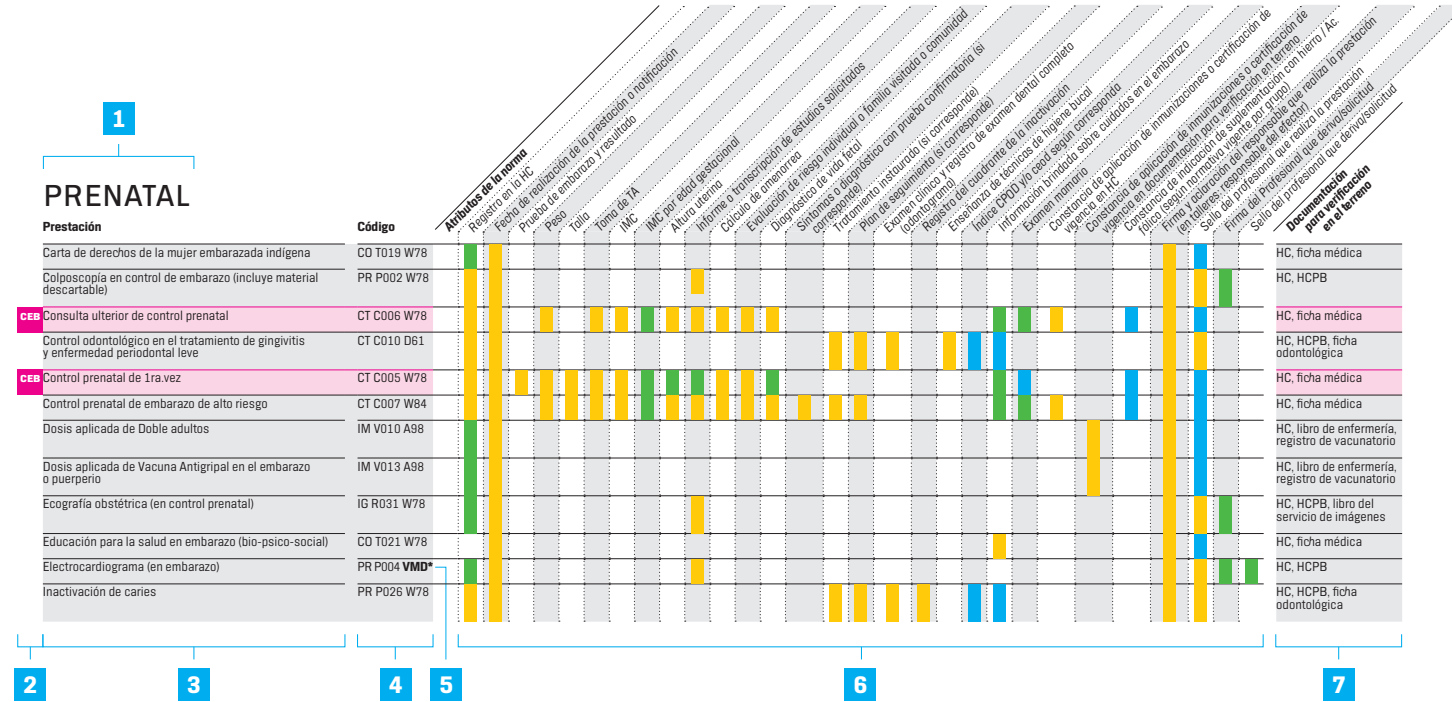 1
PRENATAL
Prestación
Código
Atributos de la norma
Registro en la HC
Fecha de realización de la prestación o notificación
Prueba de embarazo y resultado
Peso
Talla
Toma de TA
IMC
IMC por edad gestacional
Altura uterina
Informe o transcripción de estudios solicitados
Cálculo de amenorrea
Evaluación de riesgo individual o familia visitada o comunidad
Diagnóstico de vida fetal
Síntomas o diagnóstico con prueba confirmatoria (si
corresponde)
Tratamiento instaurado (si corresponde)
Plan de seguimiento (si corresponde)
Examen clínico y registro de examen dental completo
(odontograma)
Registro del cuadrante de la inactivación
Enseñanza de técnicas de higiene bucal
Indice CPOD y/o ceod según corresponda
Información brindada sobre cuidados en el embarazo
Examen mamario
Constancia de aplicación de inmunizaciones o certificación de
vigencia en HC
Constancia de aplicación de inmunizaciones o certificación de
vigencia en documentación para verificación en terreno
Constancia de indicación de suplementación con hierro / Ac.
fólico (según normativa vigente por grupo)
Firma y aclaración del responsable que realiza la prestación
(en talleres, responsable del efector)
Sello del profesional que realiza la prestación
Firma del Profesional que deriva/solicitud
Sello del profesional que deriva/solicitud
Documentación
para verificación
en el terreno
Carta de derechos de la mujer embarazada indígena
CO T019 W78
HC, ficha médica
Colposcopía en control de embarazo (incluye material
descartable)
PR P002 W78
HC, HCPB
CEB
Consulta ulterior de control prenatal
CT C006 W78
HC, ficha médica
Control odontológico en el tratamiento de gingivitis
y enfermedad periodontal leve
CT C010 D61
HC, HCPB, ficha
odontológica
CEB
Control prenatal de 1ra.vez
CT C005 W78
HC, ficha médica
Control prenatal de embarazo de alto riesgo
CT C007 W84
HC, ficha médica
Dosis aplicada de Doble adultos
IM V010 A98
HC, libro de enfermería,
registro de vacunatorio
Dosis aplicada de Vacuna Antigripal en el embarazo
o puerperio
IM V013 A98
HC, libro de enfermería,
registro de vacunatorio
Ecografía obstétrica (en control prenatal)
IG R031 W78
HC, HCPB, libro del
servicio de imágenes
Educación para la salud en embarazo (bio-psico-social)
CO T021 W78
HC, ficha médica
Electrocardiograma (en embarazo)
PR P004 VMD*
HC, HCPB
Inactivación de caries
PR P026 W78
HC, HCPB, ficha
odontológica
2
3
4
5
6
7